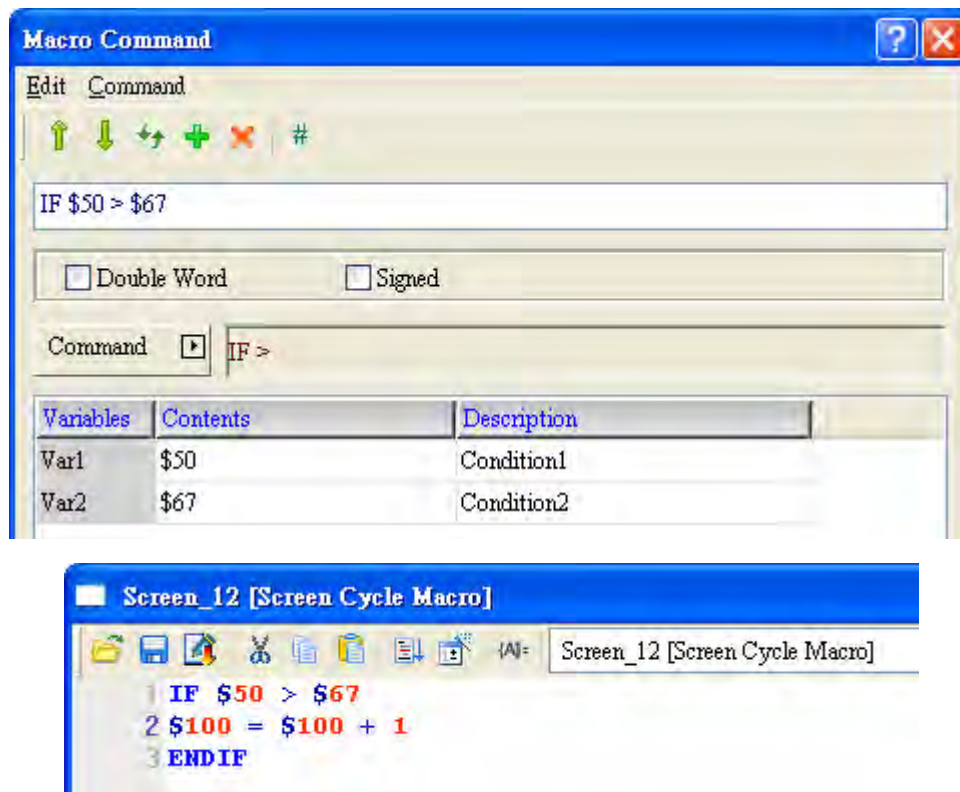 Macro Command
Edit Command
#
IF $50 > $67
Double Word Signed
Command IF >
Variables Contents Description
Var1 $50 Condition1
Var2 $67 Condition2
Screen_12 [Screen Cycle Macro]
{A}= Screen_12 [Screen Cycle Macro]
1 IF $50 > $67
2 $100 = $100 + 1
3 ENDIF